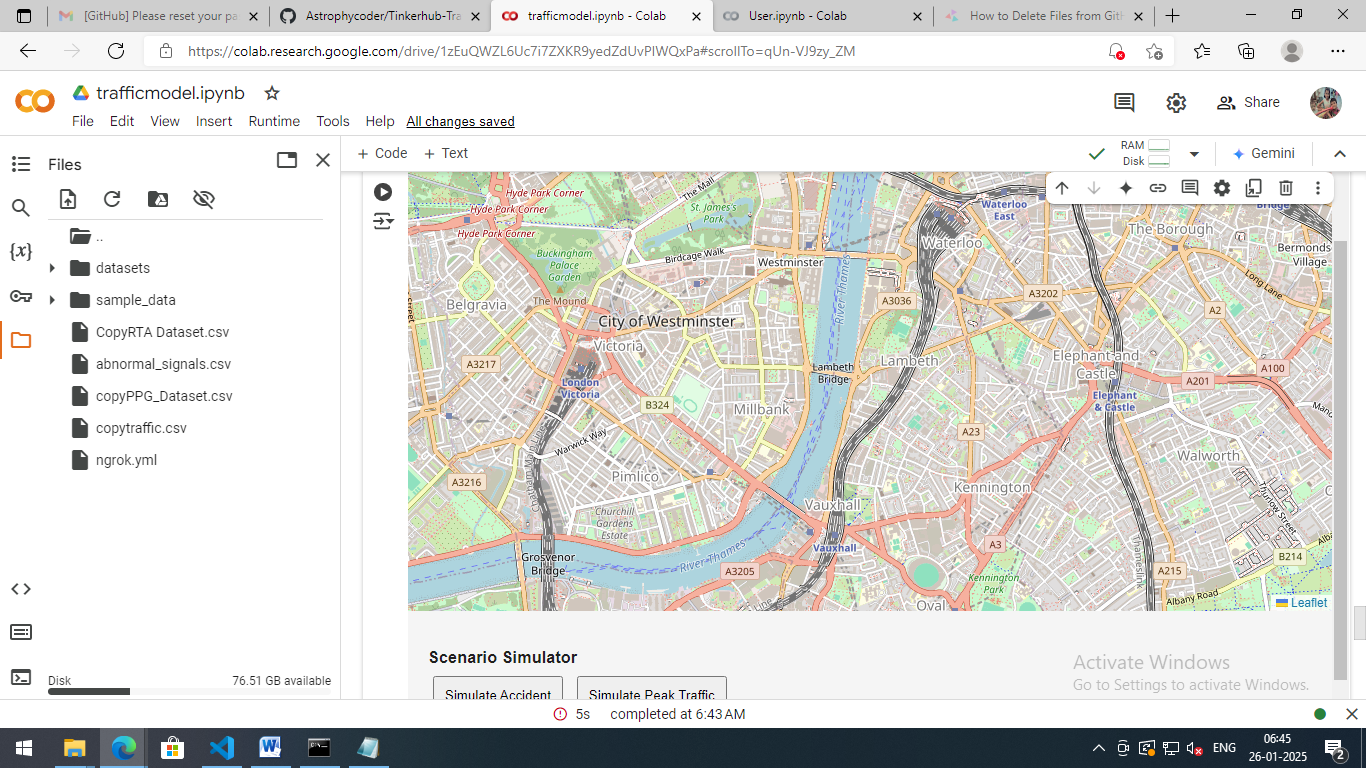 [GitHub] Please reset your pa
Astrophycoder/Tinkerhub-Tra
trafficmodel.ipynb - Colab
User.ipynb - Colab
How to Delete Files from Gith
https://colab.research.google.com/drive/1zEuQWZL6Uc7i7ZXKR9yedZdUvPIWQxPa#scrollTo=qUn-VJ9zy_ZM
trafficmodel.ipynb
File Edit View Insert Runtime Tools Help All changes saved
Share
Files
+ Code + Text
RAM
Disk
Gemini
..
datasets
sample_data
CopyRTA Dataset.csv
abnormal_signals.csv
copyPPG_Dataset.csv
copytraffic.csv
ngrok.yml
Disk 76.51 GB available
{x}
Hyde Park Corner
Hyde Park Corner
Hyde Park Corner
The Mall
St. James's
Park
Birdcage Walk
Buckingham
Palace
Garden
The Mound
Westminster
River Thames
Waterloo
East
Waterloo
The Borough
Bridge
Bermonds
Village
Long Lane
Belgravia
City of Westminster
Victoria
A3036
A3202
A2
A3217
London
Victoria
B324
Millbank
Lambeth
Bridge
Lambeth
Elephant and
Castle
Elephant
& Castle
A201
A100
Warwick Way
Pimlico
A23
Walworth
A3216
Churchill
Gardens
Estate
Vauxhall
Vauxhall
Kennington
Thurlow Street
Grosvenor
Bridge
River Thames
A3205
A3
Kennington
Park
Oval
Thameslink
A215
B214
Albany Road
Leaflet
Scenario Simulator
Simulate Accident
Simulate Peak Traffic
Activate Windows
Go to Settings to activate Windows.
5s completed at 6:43 AM
ENG
06:45
26-01-2025
2